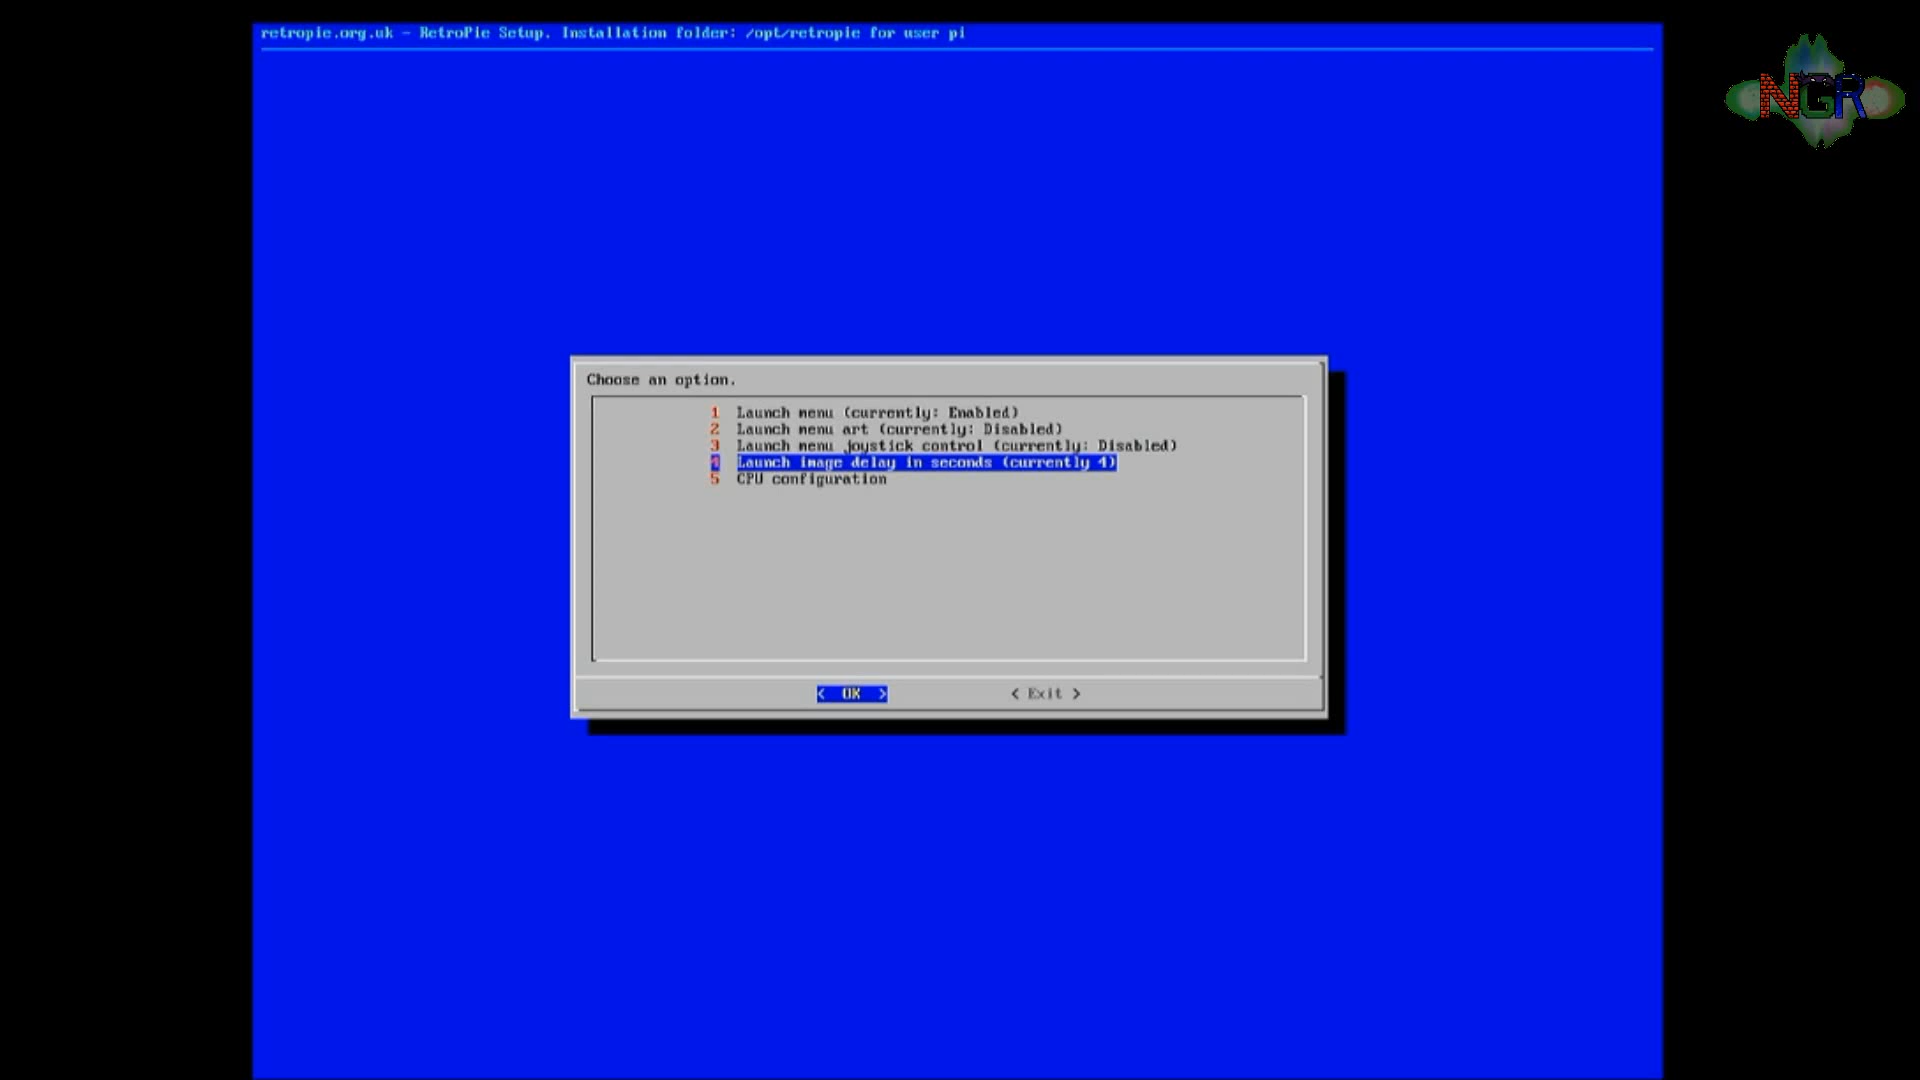 retropie.org.uk - RetroPie Setup. Installation folder: /opt/retropie for user pi
NGR
Choose an option.
1 Launch menu (currently: Enabled)
2 Launch menu art (currently: Disabled)
3 Launch menu joystick control (currently: Disabled)
4 Launch image delay in seconds (currently 4)
5 CPU configuration
< OK >
< Exit >